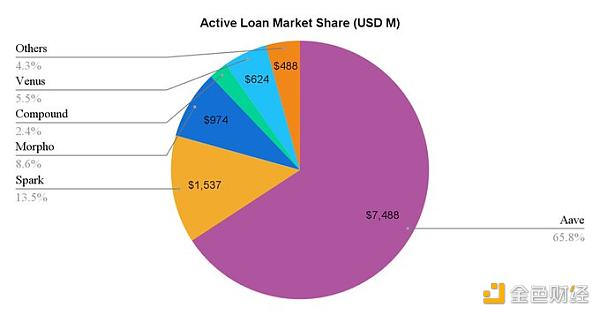 Active Loan Market Share (USD M)
Others
4.3%
Venus
5.5%
Compound
2.4%
Morpho
8.6%
Spark
13.5%
$488
$624
$974
$1,537
$7,488
Aave
65.8%
金色财经